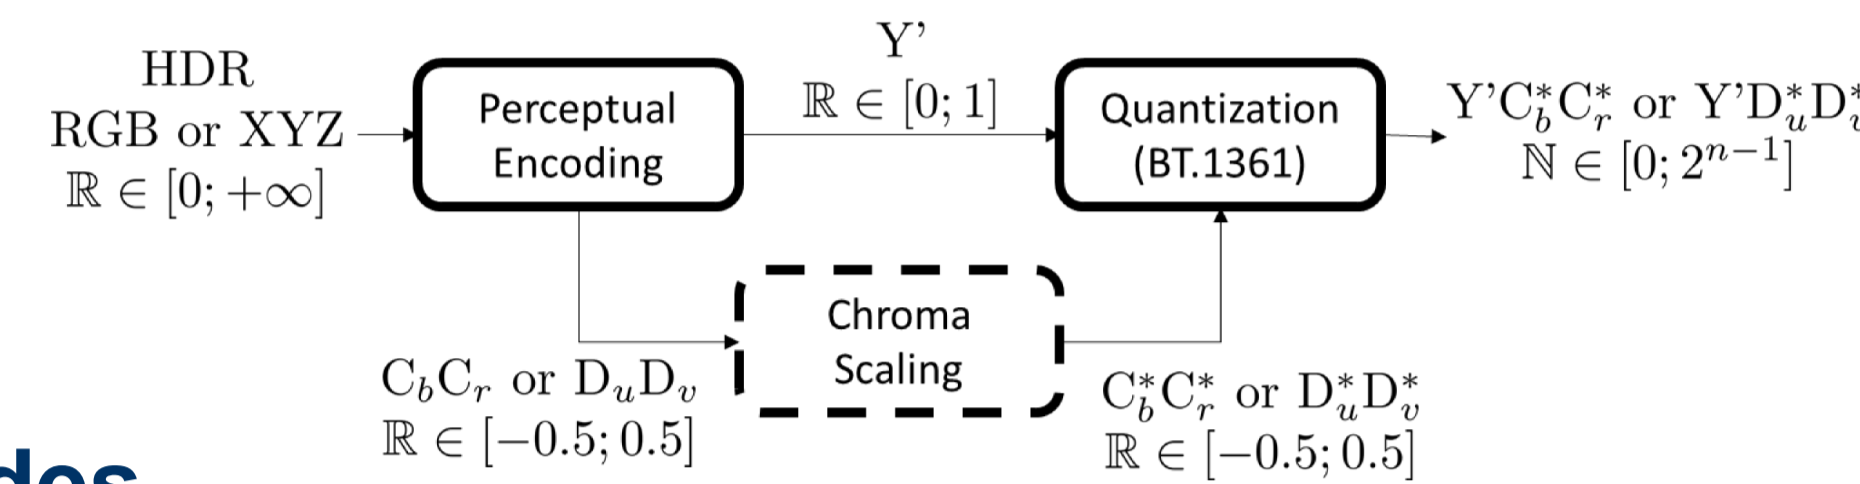 HDR
RGB or XYZ
ℝ ∈ [0; +∞]
Perceptual
Encoding
Y’
ℝ ∈ [0; 1]
Quantization
(BT.1361)
Y’C*bC*r or Y’D*uD*
ℕ ∈ [0; 2ⁿ⁻¹]
Chroma
Scaling
CbCr or DuDv
ℝ ∈ [−0.5; 0.5]
C*bC*r or D*uD*v
ℝ ∈ [−0.5; 0.5]